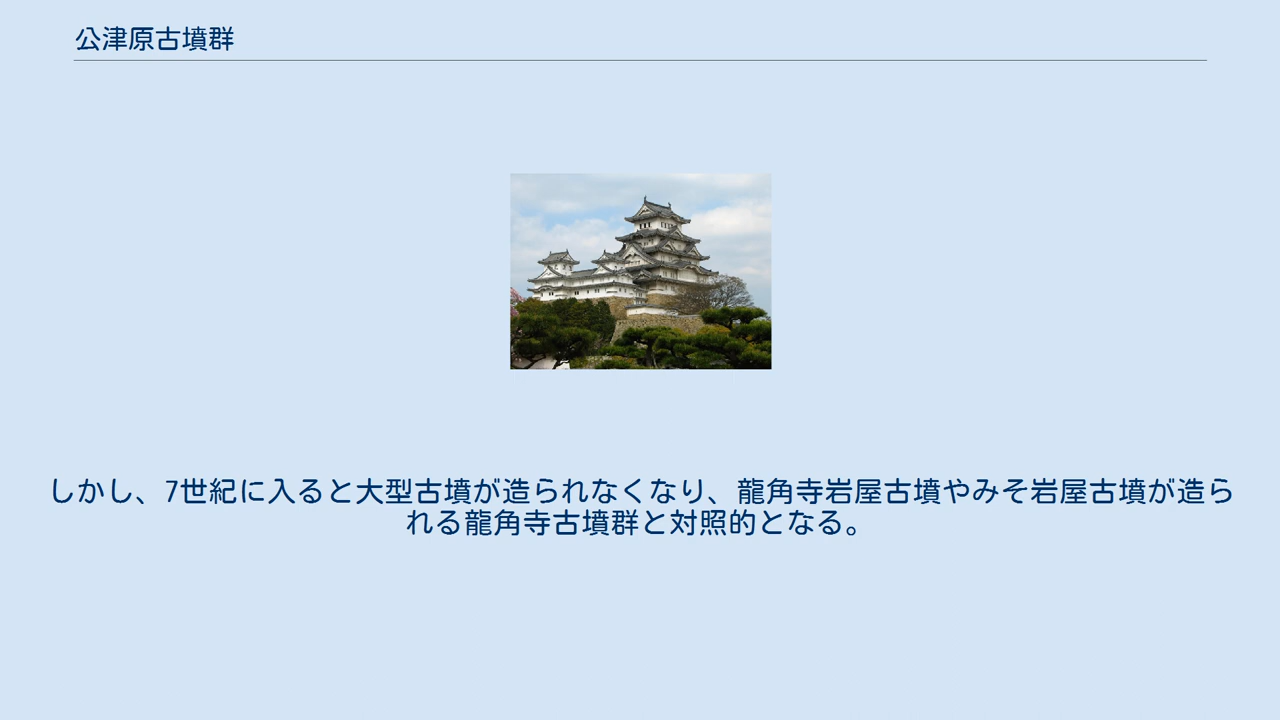 公津原古墳群
しかし、7世紀に入ると大型古墳が造られなくなり、龍角寺岩屋古墳やみそ岩屋古墳が造ら
れる龍角寺古墳群と対照的となる。